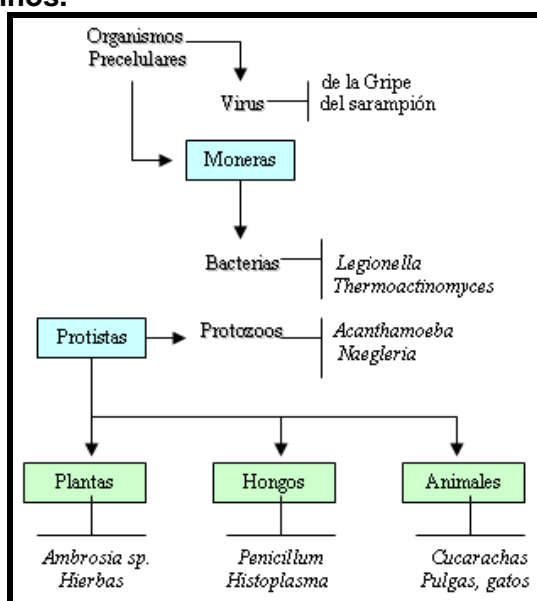 Organismos
Precelulares
Virus
de la Gripe
del sarampión
Moneras
Bacterias
Legionella
Thermoactinomyces
Protistas
Protozoos
Acanthamoeba
Naegleria
Plantas
Hongos
Animales
Ambrosia sp.
Hierbas
Penicillum
Histoplasma
Cucarachas
Pulgas, gatos